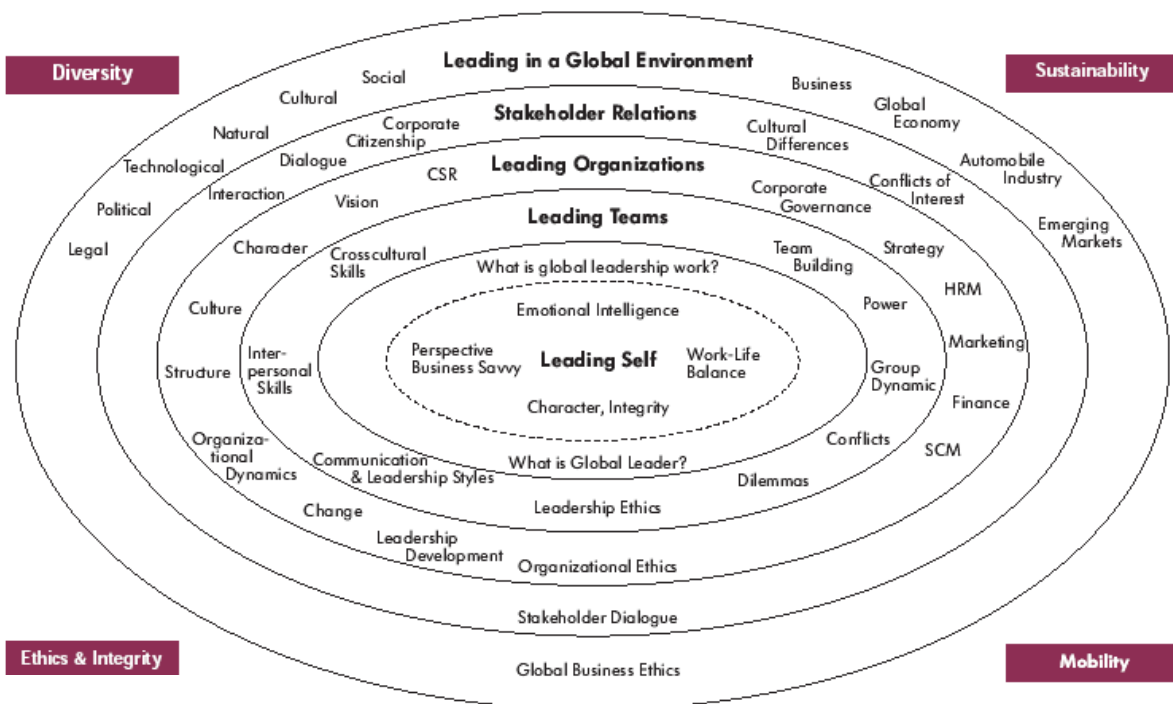 Leading in a Global Environment
Diversity
Sustainability
Social
Business
Cultural
Global
Economy
Stakeholder Relations
Natural
Corporate
Citizenship
Cultural
Differences
Technological
Dialogue
Automobile
Industry
Leading Organizations
Interaction
CSR
Conflicts of
Interest
Political
Vision
Corporate
Governance
Emerging
Markets
Legal
Leading Teams
Character
Crosscultural
Skills
Team
Building
Strategy
What is global leadership work?
HRM
Culture
Emotional Intelligence
Power
Perspective
Business Savvy
Leading Self
Work-Life
Balance
Marketing
Structure
Inter-
personal
Skills
Group
Dynamic
Character, Integrity
Finance
Organiza-
tional
Dynamics
Conflicts
SCM
Communication
& Leadership Styles
What is Global Leader?
Dilemmas
Change
Leadership Ethics
Leadership
Development
Organizational Ethics
Stakeholder Dialogue
Ethics & Integrity
Global Business Ethics
Mobility